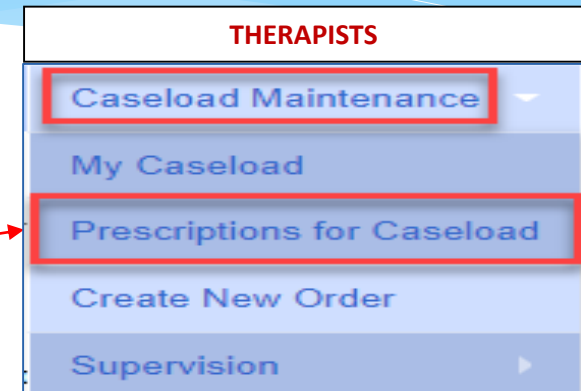 THERAPISTS
Caseload Maintenance
My Caseload
Prescriptions for Caseload
Create New Order
Supervision